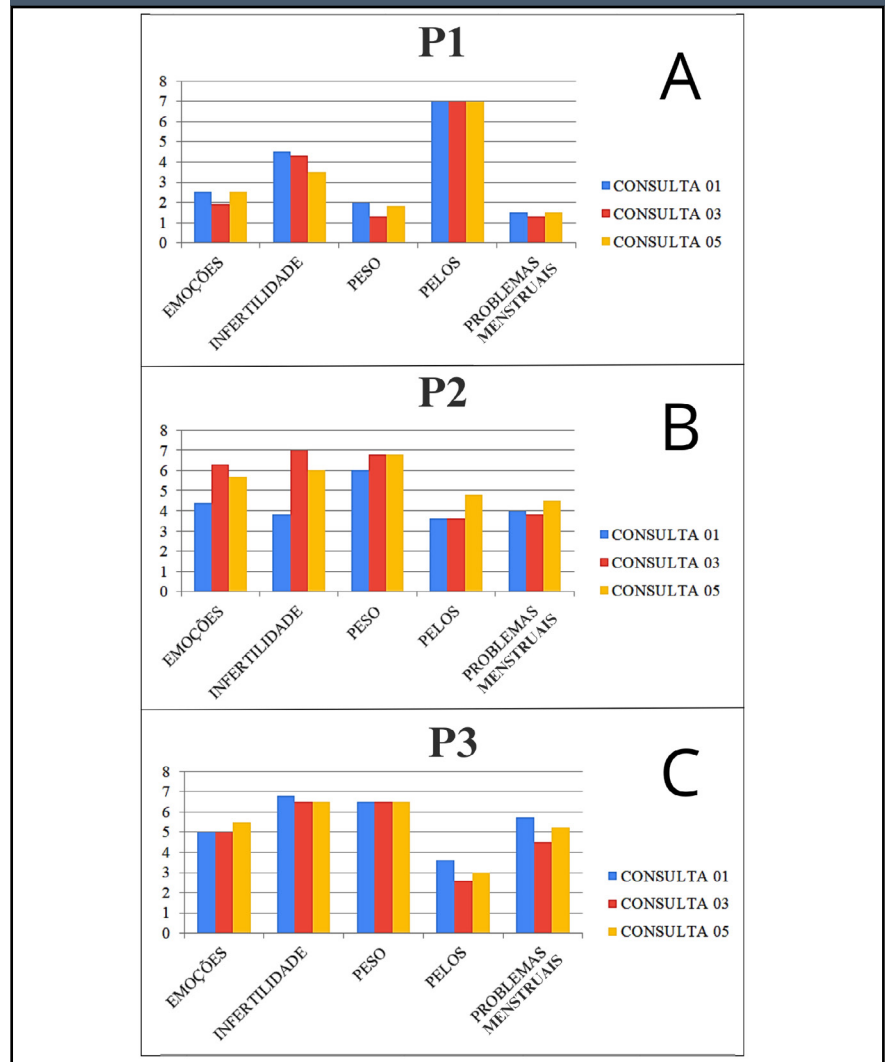 P1
A
8
7
6
5
4
3
2
1
0
EMOÇÕES
INFERTILIDADE
PESO
PELOS
PROBLEMAS
MENSTRUAIS
CONSULTA 01
CONSULTA 03
CONSULTA 05
P2
B
8
7
6
5
4
3
2
1
0
EMOÇÕES
INFERTILIDADE
PESO
PELOS
PROBLEMAS
MENSTRUAIS
CONSULTA 01
CONSULTA 03
CONSULTA 05
P3
C
8
7
6
5
4
3
2
1
0
EMOÇÕES
INFERTILIDADE
PESO
PELOS
PROBLEMAS
MENSTRUAIS
CONSULTA 01
CONSULTA 03
CONSULTA 05